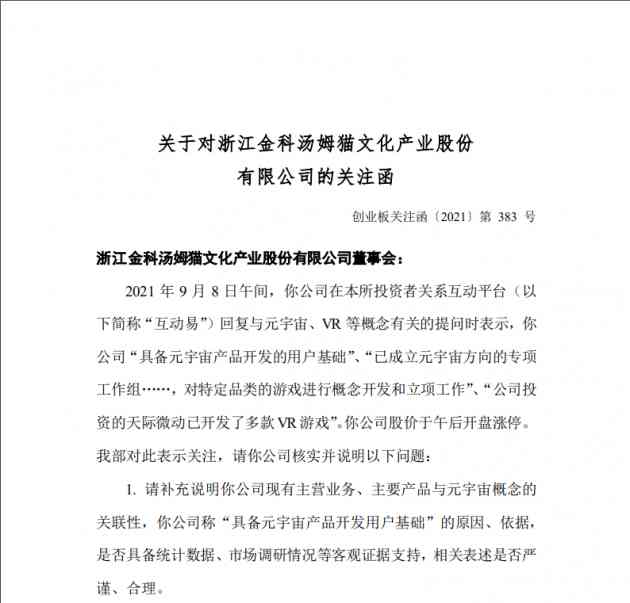 关于对浙江金科汤姆猫文化产业股份
有限公司的关注函
创业板关注函〔2021〕第 383 号
浙江金科汤姆猫文化产业股份有限公司董事会：
2021 年 9 月 8 日午间，你公司在本所投资者关系互动平台（以
下简称“互动易”）回复与元宇宙、VR 等概念有关的提问时表示，你
公司“具备元宇宙产品开发的用户基础”、“已成立元宇宙方向的专项
工作组……，对特定品类的游戏进行概念开发和立项工作”、“公司投
资的天际微动已开发了多款 VR 游戏”。你公司股价于午后开盘涨停。
我部对此表示关注，请你公司核实并说明以下问题：
1. 请补充说明你公司现有主营业务、主要产品与元宇宙概念的
关联性，你公司称“具备元宇宙产品开发用户基础”的原因、依据，
是否具备统计数据、市场调研情况等客观证据支持，相关表述是否严
谨、合理。